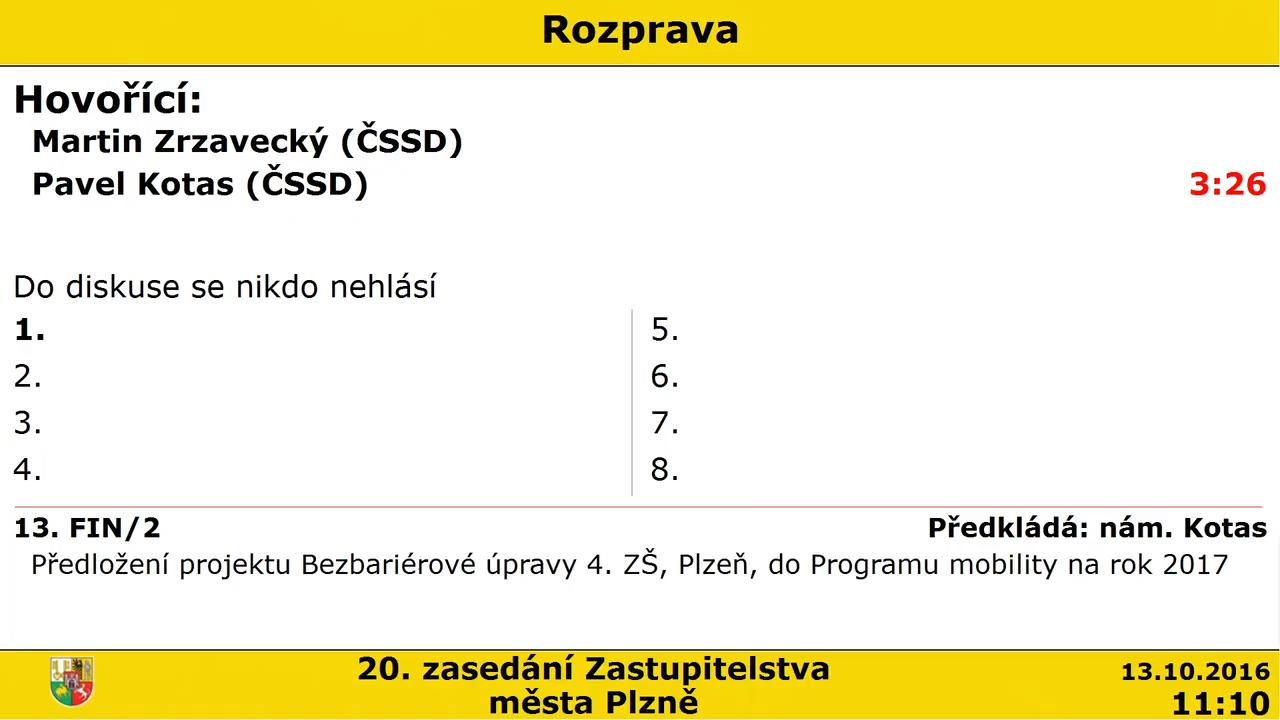 Rozprava
Hovořící:
Martin Zrzavecký (ČSSD)
Pavel Kotas (ČSSD) 3:26
Do diskuse se nikdo nehlásí
1. 5.
2. 6.
3. 7.
4. 8.
13. FIN/2 Předkládá: nám. Kotas
Předložení projektu Bezbariérové úpravy 4. ZŠ, Plzeň, do Programu mobility na rok 2017
20. zasedání Zastupitelstva 13.10.2016
města Plzně 11:10